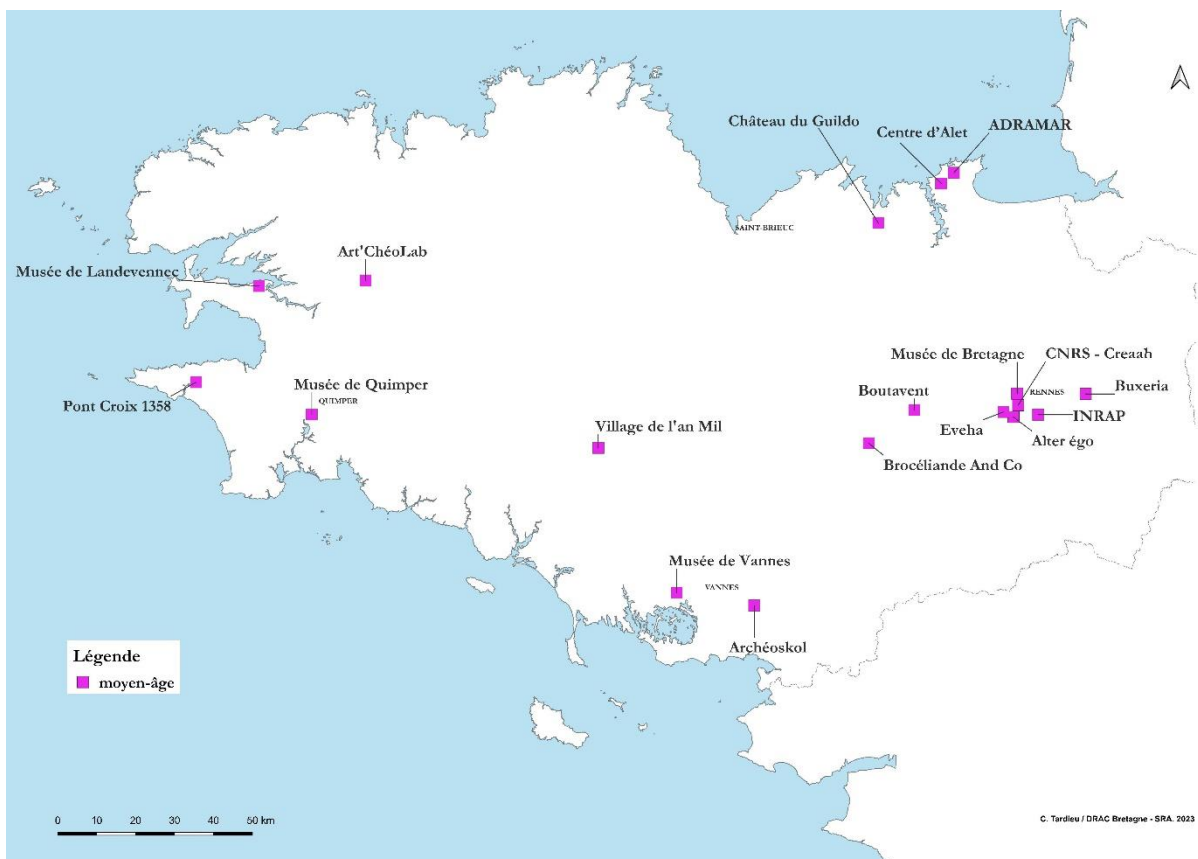 Château du Guildo
Centre d'Alet
ADRAMAR
SAINT-BRIEUC
Art'ChéoLab
Musée de Landevennec
Musée de Bretagne
CNRS - Creaah
Pont Croix 1358
Musée de Quimper
QUIMPER
Boutavent
RENNES
Buxeria
Village de l'an Mil
Eveha
INRAP
Alter égo
Brocéliande And Co
Musée de Vannes
VANNES
Archéoskol
Légende
moyen-âge
0 10 20 30 40 50 km
C. Tardieu / DRAC Bretagne - SRA. 2023